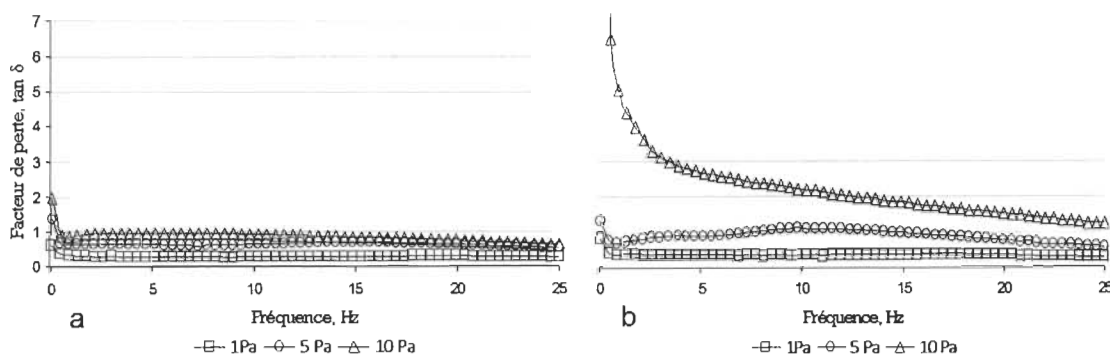 Facteur de perte, tan δ
7
6
5
4
3
2
1
0
0 5 10 15 20 25
Fréquence, Hz
a
1Pa 5 Pa 10 Pa
0 5 10 15 20 25
Fréquence, Hz
b
1Pa 5 Pa 10 Pa